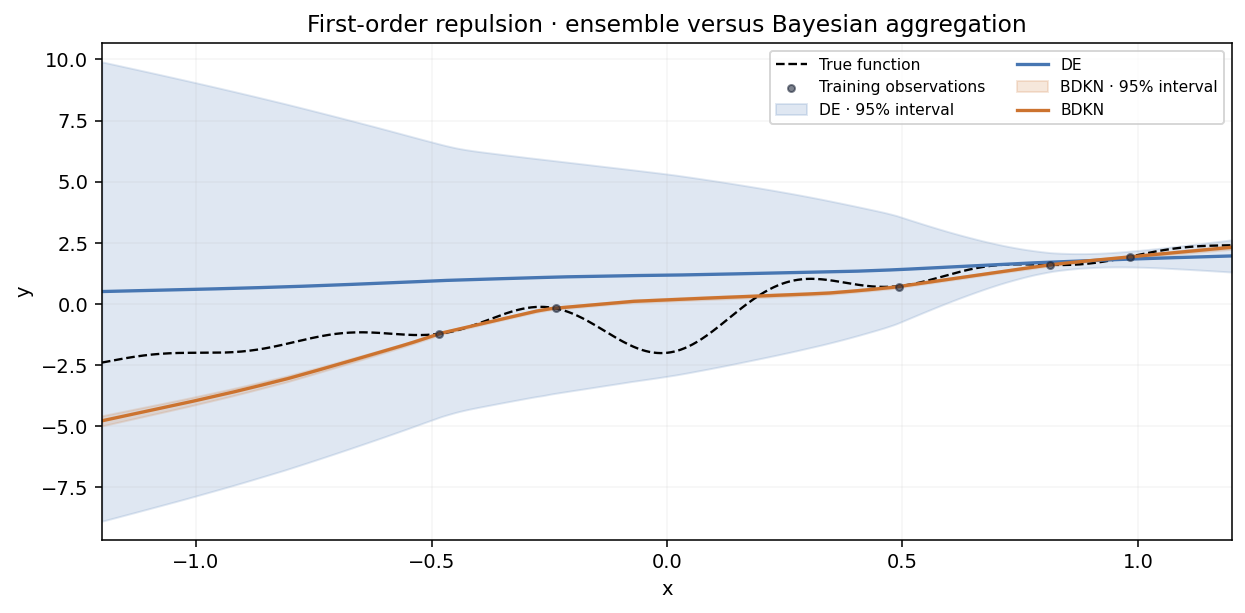 First-order repulsion · ensemble versus Bayesian aggregation
True function
Training observations
DE · 95% interval
DE
BDKN · 95% interval
BDKN
y
10.0
7.5
5.0
2.5
0.0
−2.5
−5.0
−7.5
−1.0
−0.5
0.0
0.5
1.0
x